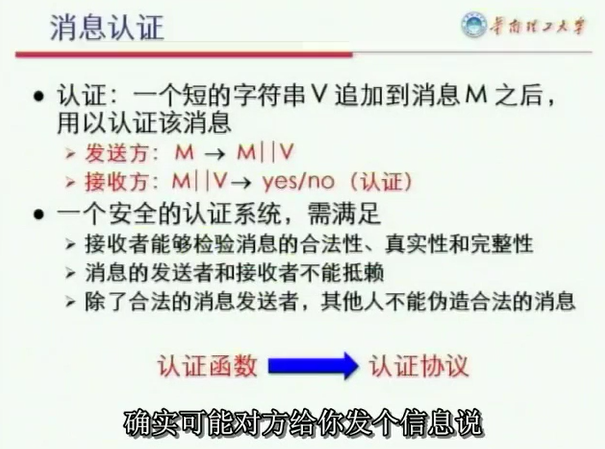 消息认证
华南理工大学
● 认证：一个短的字符串V 追加到消息M 之后，
用以认证该消息
➢ 发送方：M → M||V
➢ 接收方：M||V→ yes/no（认证）
● 一个安全的认证系统，需满足
➢ 接收者能够检验消息的合法性、真实性和完整性
➢ 消息的发送者和接收者不能抵赖
➢ 除了合法的消息发送者，其他人不能伪造合法的消息
认证函数 认证协议
确实可能对方给你发个信息说